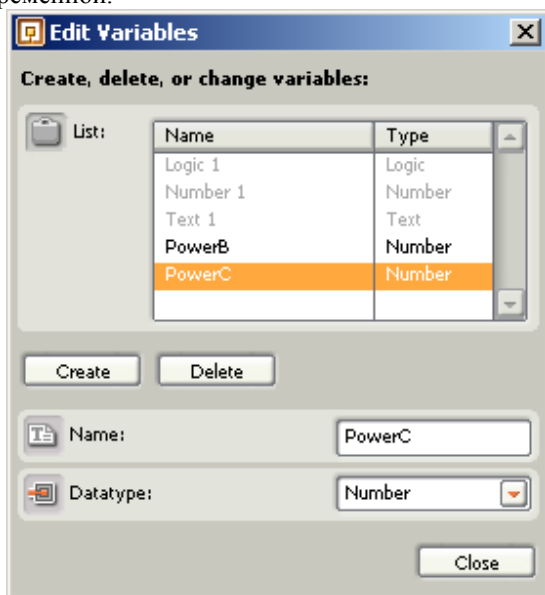 ременной.
Edit Variables
Create, delete, or change variables:
List:
Name Type
Logic 1 Logic
Number 1 Number
Text 1 Text
PowerB Number
PowerC Number
Create Delete
Name: PowerC
Datatype: Number
Close